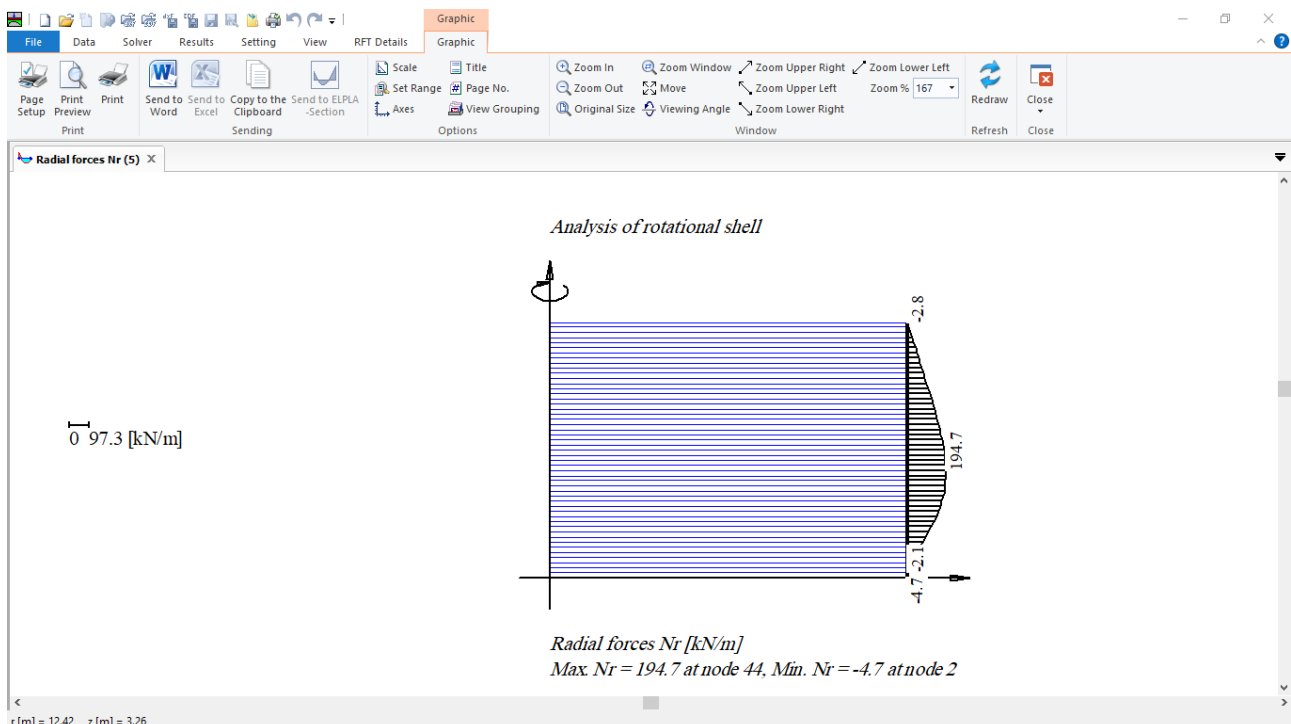 Graphic
File Data Solver Results Setting View RFT Details Graphic
Page Setup
Print Preview
Print
Print
Send to Word
Send to Excel
Copy to the Clipboard
Send to ELPLA -Section
Sending
Scale
Set Range
Axes
Title
Page No.
View Grouping
Options
Zoom In
Zoom Out
Original Size
Zoom Window
Move
Viewing Angle
Zoom Upper Right
Zoom Upper Left
Zoom Lower Right
Zoom Lower Left
Zoom % 167
Window
Redraw
Refresh
Close
Close
Radial forces Nr (5) X
Analysis of rotational shell
-2.8
0 97.3 [kN/m]
194.7
-2.1
-4.7
Radial forces Nr [kN/m]
Max. Nr = 194.7 at node 44, Min. Nr = -4.7 at node 2
r [m] = 12.42 z [m] = 3.26